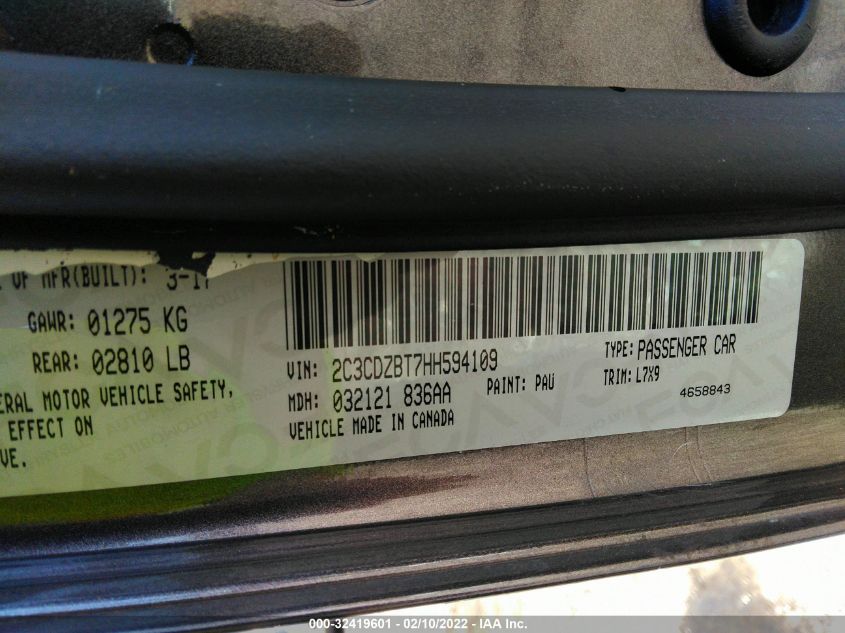 OF MFR(BUILT): 3-17
GAWR: 01275 KG
REAR: 02810 LB
ERAL MOTOR VEHICLE SAFETY,
EFFECT ON
VE.
VIN: 2C3CDZBT7HH594109
TYPE: PASSENGER CAR
MDH: 032121 836AA
PAINT: PAU
TRIM: L7X9
VEHICLE MADE IN CANADA
4658843
000-32419601 - 02/10/2022 - IAA Inc.